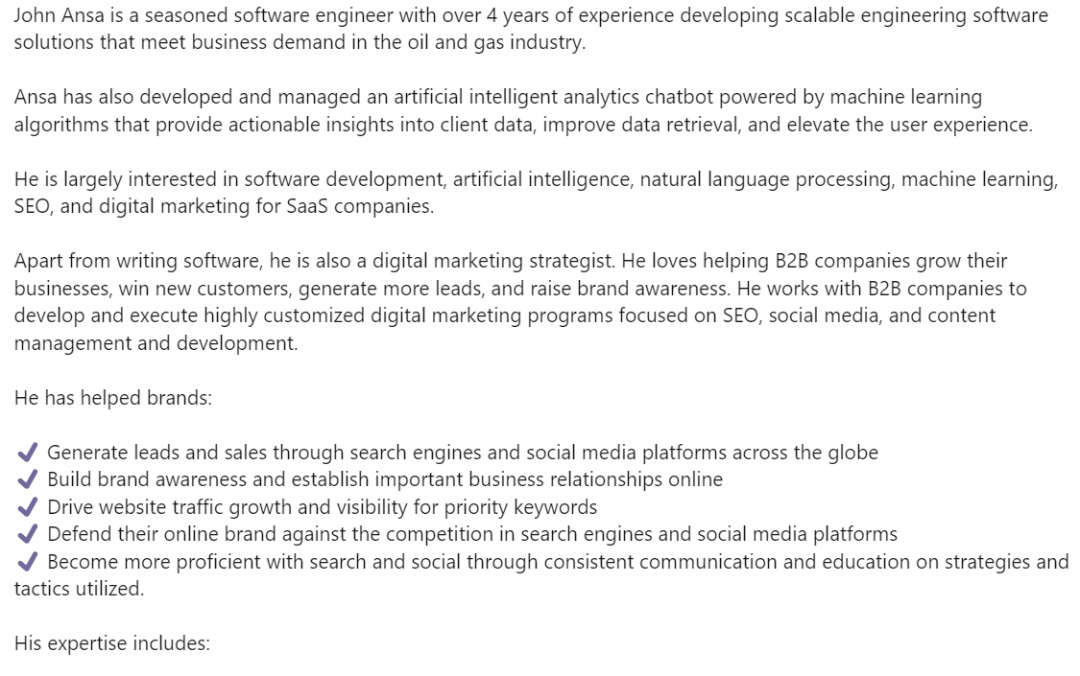 John Ansa is a seasoned software engineer with over 4 years of experience developing scalable engineering software
solutions that meet business demand in the oil and gas industry.
Ansa has also developed and managed an artificial intelligent analytics chatbot powered by machine learning
algorithms that provide actionable insights into client data, improve data retrieval, and elevate the user experience.
He is largely interested in software development, artificial intelligence, natural language processing, machine learning,
SEO, and digital marketing for SaaS companies.
Apart from writing software, he is also a digital marketing strategist. He loves helping B2B companies grow their
businesses, win new customers, generate more leads, and raise brand awareness. He works with B2B companies to
develop and execute highly customized digital marketing programs focused on SEO, social media, and content
management and development.
He has helped brands:
✔ Generate leads and sales through search engines and social media platforms across the globe
✔ Build brand awareness and establish important business relationships online
✔ Drive website traffic growth and visibility for priority keywords
✔ Defend their online brand against the competition in search engines and social media platforms
✔ Become more proficient with search and social through consistent communication and education on strategies and
tactics utilized.
His expertise includes: